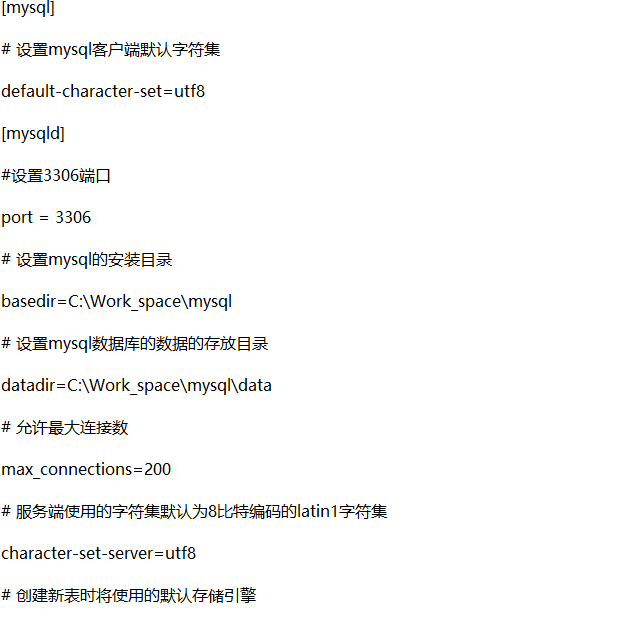 [mysql]
# 设置mysql客户端默认字符集
default-character-set=utf8
[mysqld]
#设置3306端口
port = 3306
# 设置mysql的安装目录
basedir=C:\Work_space\mysql
# 设置mysql数据库的数据的存放目录
datadir=C:\Work_space\mysql\data
# 允许最大连接数
max_connections=200
# 服务端使用的字符集默认为8比特编码的latin1字符集
character-set-server=utf8
# 创建新表时将使用的默认存储引擎